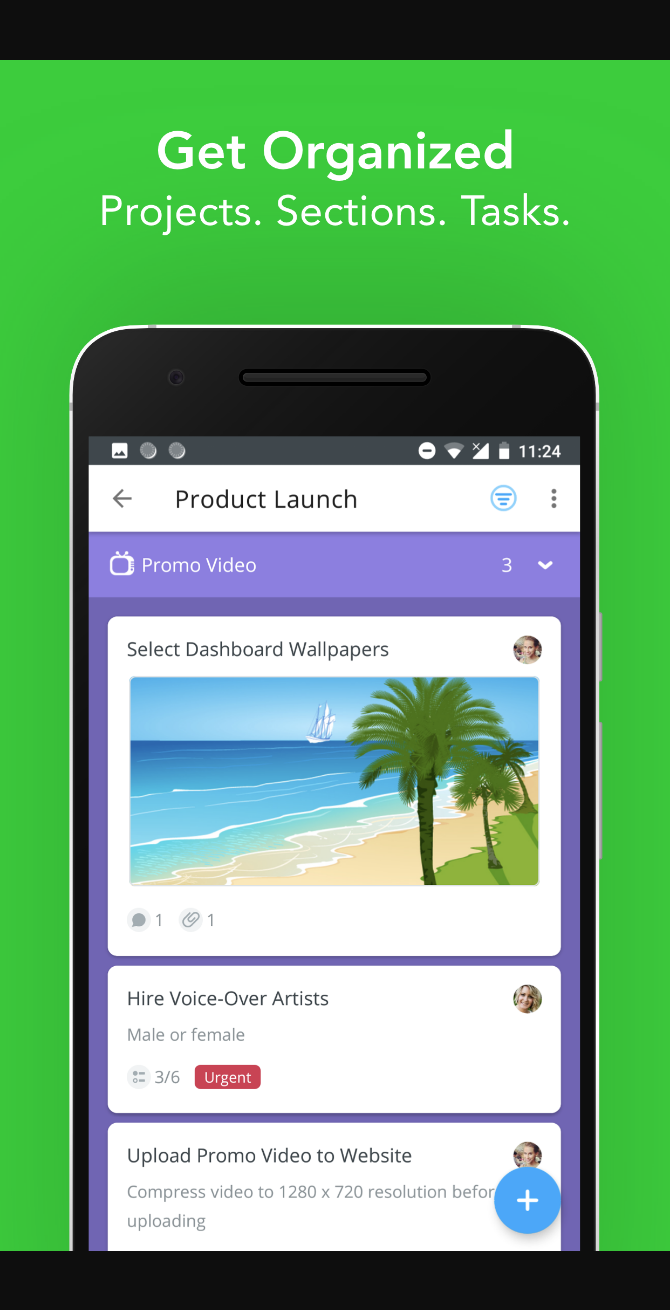 Get Organized
Projects. Sections. Tasks.
11:24
Product Launch
Promo Video 3
Select Dashboard Wallpapers
1 1
Hire Voice-Over Artists
Male or female
3/6 Urgent
Upload Promo Video to Website
Compress video to 1280 x 720 resolution befor
uploading